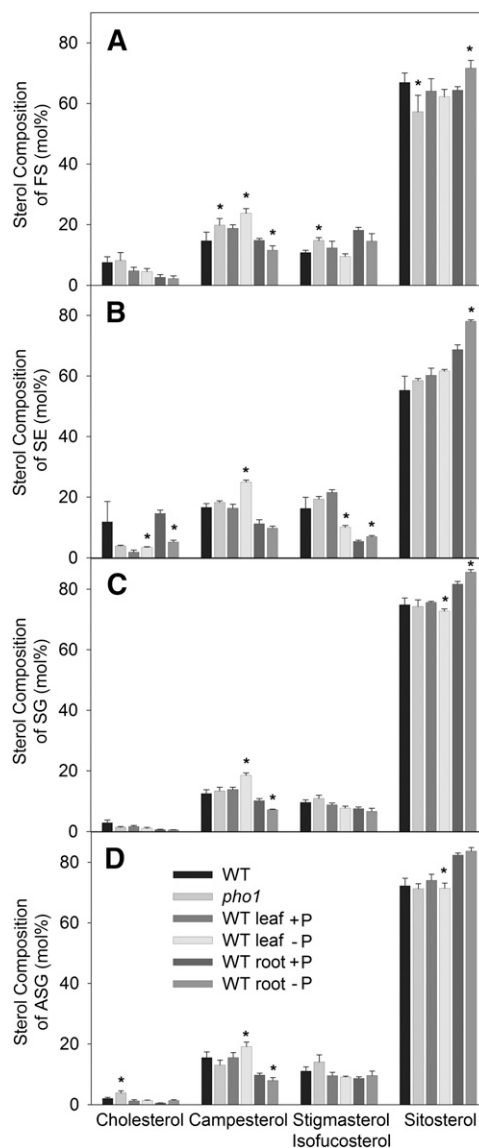 A
Sterol Composition
of FS (mol%)
80
60
40
20
0
*
*
*
*
*
*
B
Sterol Composition
of SE (mol%)
80
60
40
20
0
*
*
*
*
*
*
C
Sterol Composition
of SG (mol%)
80
60
40
20
0
*
*
*
*
D
Sterol Composition
of ASG (mol%)
80
60
40
20
0
WT
pho1
WT leaf +P
WT leaf - P
WT root +P
WT root - P
*
*
*
*
Cholesterol Campesterol Stigmasterol Sitosterol
Isofucosterol